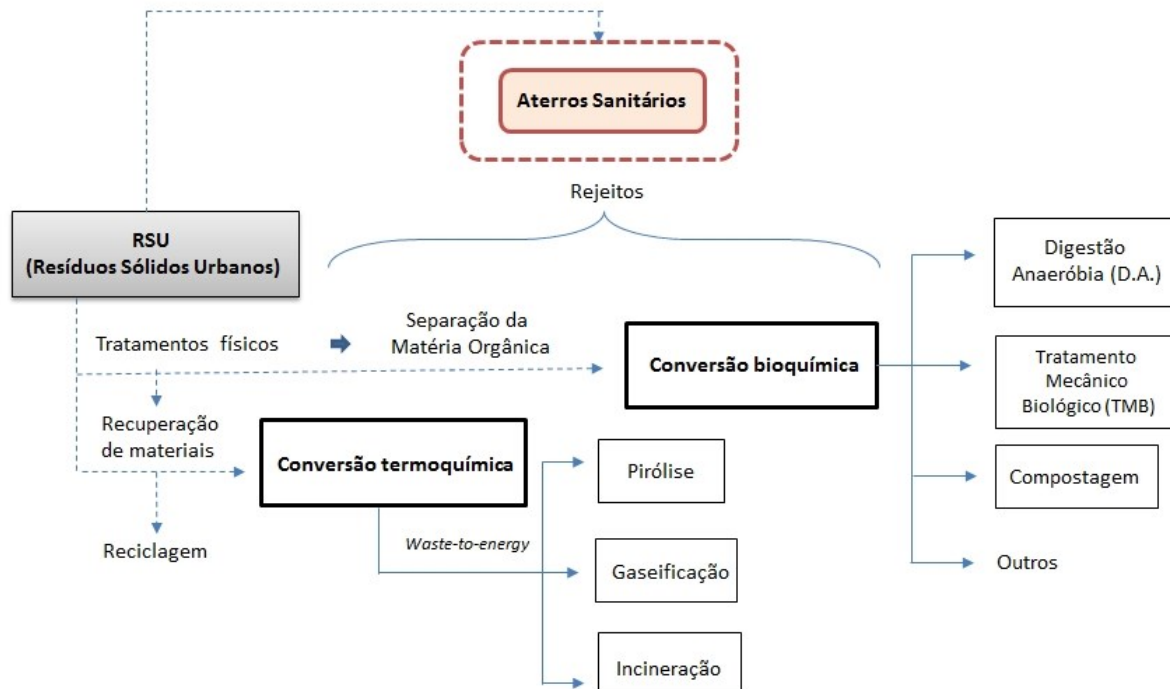 Aterros Sanitários
Rejeitos
RSU
(Resíduos Sólidos Urbanos)
Tratamentos físicos
Separação da
Matéria Orgânica
Conversão bioquímica
Digestão
Anaeróbia (D.A.)
Tratamento
Mecânico
Biológico (TMB)
Compostagem
Outros
Recuperação
de materiais
Reciclagem
Conversão termoquímica
Waste-to-energy
Pirólise
Gaseificação
Incineração